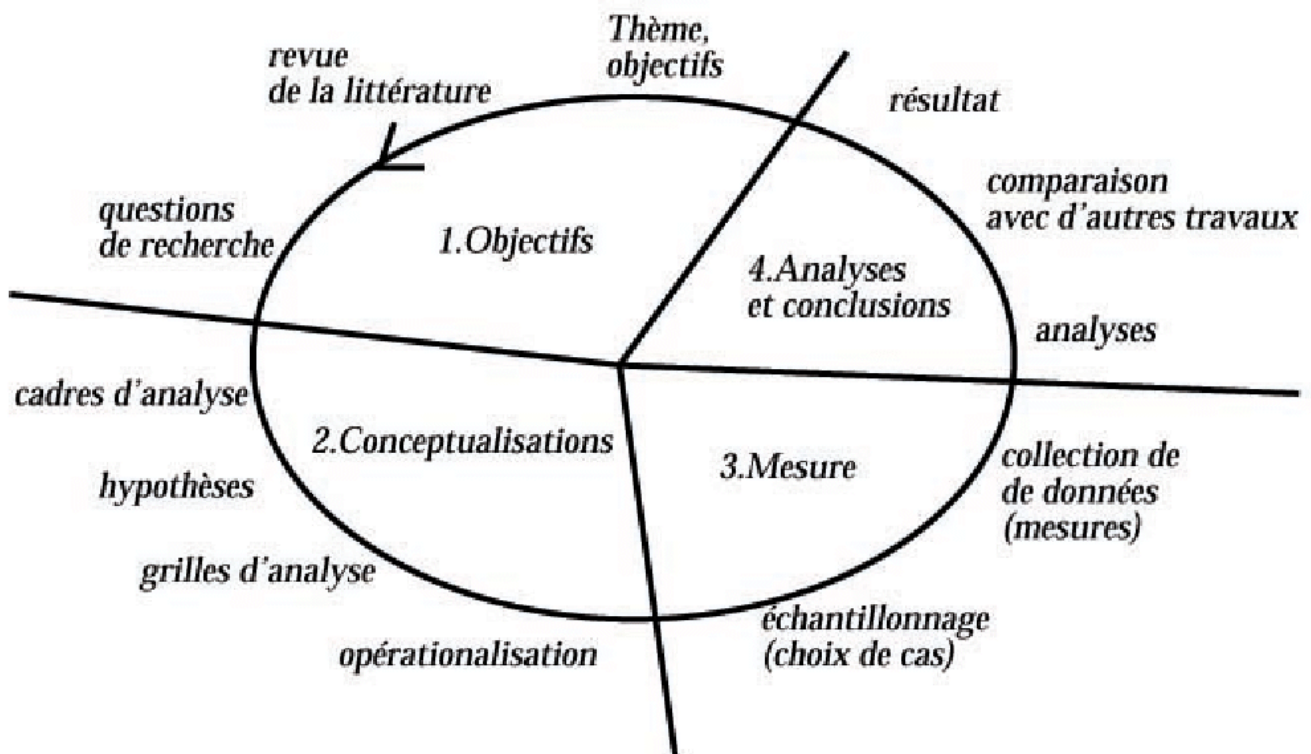 Thème,
objectifs
revue
de la littérature
questions
de recherche
1.Objectifs
cadres d'analyse
hypothèses
grilles d'analyse
opérationalisation
2.Conceptualisations
échantillonnage
(choix de cas)
collection de
de données
(mesures)
3.Mesure
analyses
comparaison
avec d'autres travaux
résultat
4.Analyses
et conclusions